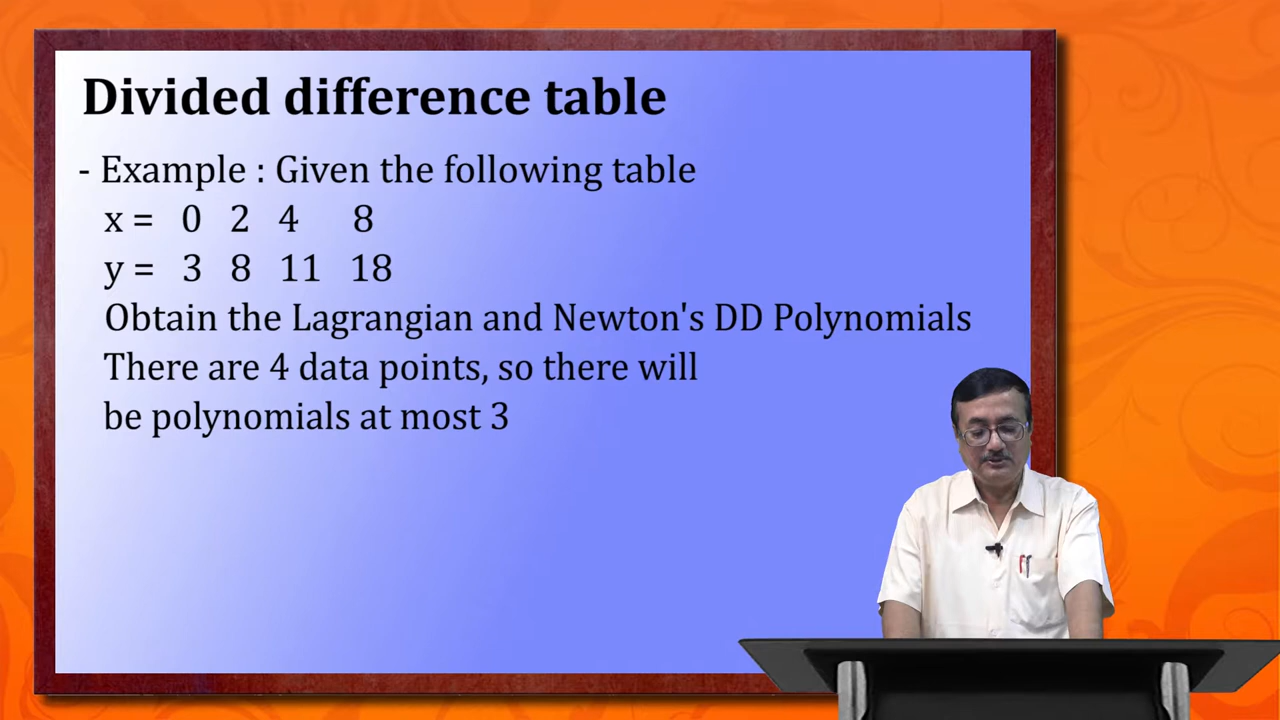 Divided difference table
- Example : Given the following table
x = 0 2 4 8
y = 3 8 11 18
Obtain the Lagrangian and Newton's DD Polynomials
There are 4 data points, so there will
be polynomials at most 3